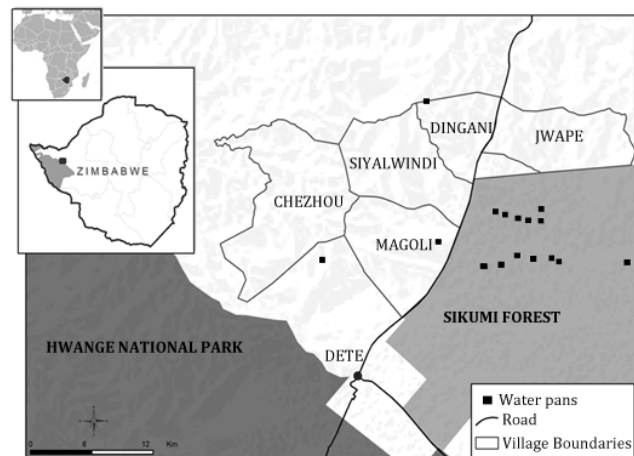 ZIMBABWE
DINGANI
JWAPE
SIYALWINDI
CHEZHOU
MAGOLI
SIKUMI FOREST
HWANGE NATIONAL PARK
DETE
Water pans
Road
Village Boundaries
0 6 12 Km